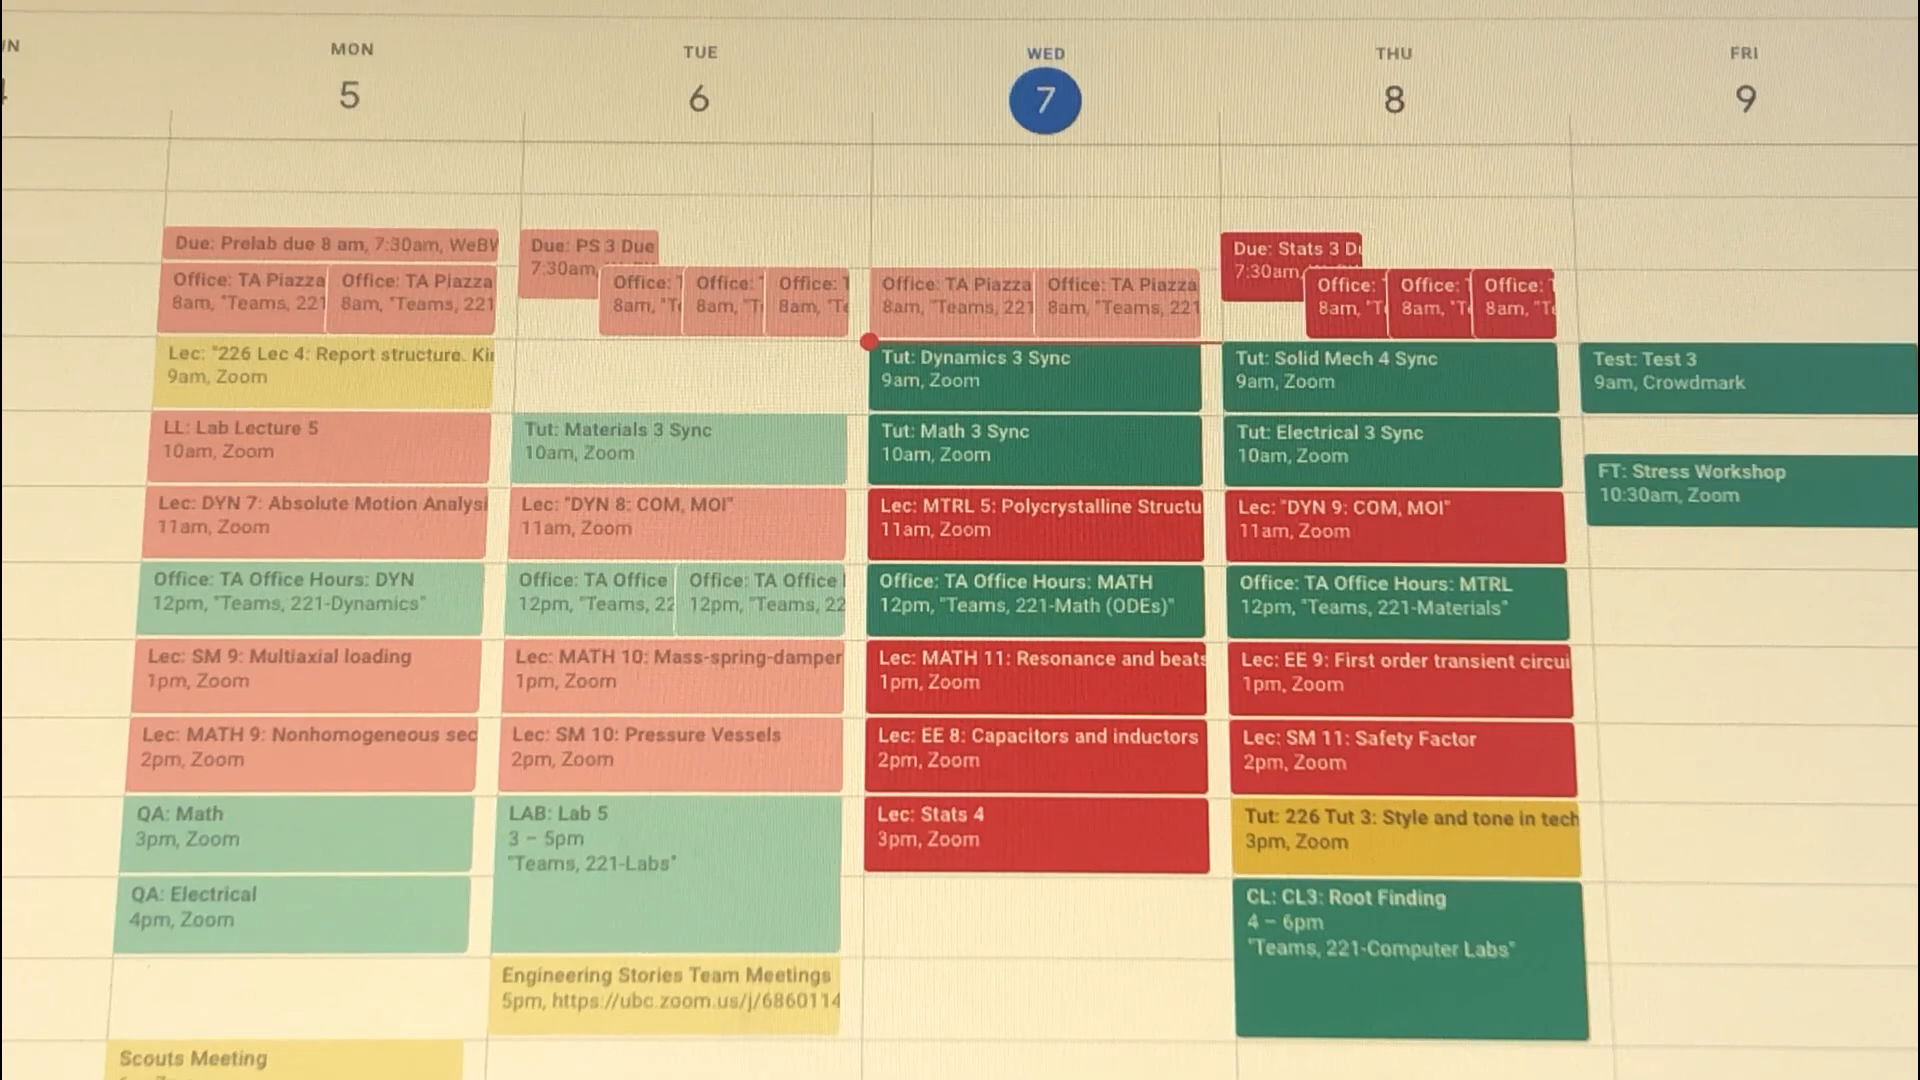 MON
5
TUE
6
WED
7
THU
8
FRI
9
Due: Prelab due 8 am, 7:30am,
Office: TA Piazza
8am, "Teams, 221
Office: TA Piazza
8am, "Teams, 221
Lec: "226 Lec 4: Report structure.
9am, Zoom
LL: Lab Lecture 5
10am, Zoom
Lec: DYN 7: Absolute Motion Analysi
11am, Zoom
Office: TA Office Hours: DYN
12pm, "Teams, 221-Dynamics"
Lec: SM 9: Multiaxial loading
1pm, Zoom
Lec: MATH 9: Nonhomogeneous sec
2pm, Zoom
QA: Math
3pm, Zoom
QA: Electrical
4pm, Zoom
Scouts Meeting
Due: PS 3 Due
7:30am,
Office:
8am, "Te
Office:
8am, "T
Office:
8am, "Te
Tut: Materials 3 Sync
10am, Zoom
Lec: "DYN 8: COM, MOI"
11am, Zoom
Office: TA Office
12pm, "Teams, 22
Office: TA Office
12pm, "Teams, 22
Lec: MATH 10: Mass-spring-damper
1pm, Zoom
Lec: SM 10: Pressure Vessels
2pm, Zoom
LAB: Lab 5
3 – 5pm
"Teams, 221-Labs"
Engineering Stories Team Meetings
5pm, https://ubc.zoom.us/j/6860114
Office: TA Piazza
8am, "Teams, 221
Office: TA Piazza
8am, "Teams, 221
Tut: Dynamics 3 Sync
9am, Zoom
Tut: Math 3 Sync
10am, Zoom
Lec: MTRL 5: Polycrystalline Structu
11am, Zoom
Office: TA Office Hours: MATH
12pm, "Teams, 221-Math (ODEs)"
Lec: MATH 11: Resonance and beats
1pm, Zoom
Lec: EE 8: Capacitors and inductors
2pm, Zoom
Lec: Stats 4
3pm, Zoom
Due: Stats 3 Du
7:30am,
Office:
8am, "T
Office:
8am, "T
Office:
8am, "Te
Tut: Solid Mech 4 Sync
9am, Zoom
Tut: Electrical 3 Sync
10am, Zoom
Lec: "DYN 9: COM, MOI"
11am, Zoom
Office: TA Office Hours: MTRL
12pm, "Teams, 221-Materials"
Lec: EE 9: First order transient circui
1pm, Zoom
Lec: SM 11: Safety Factor
2pm, Zoom
Tut: 226 Tut 3: Style and tone in tech
3pm, Zoom
CL: CL3: Root Finding
4 – 6pm
"Teams, 221-Computer Labs"
Test: Test 3
9am, Crowdmark
FT: Stress Workshop
10:30am, Zoom